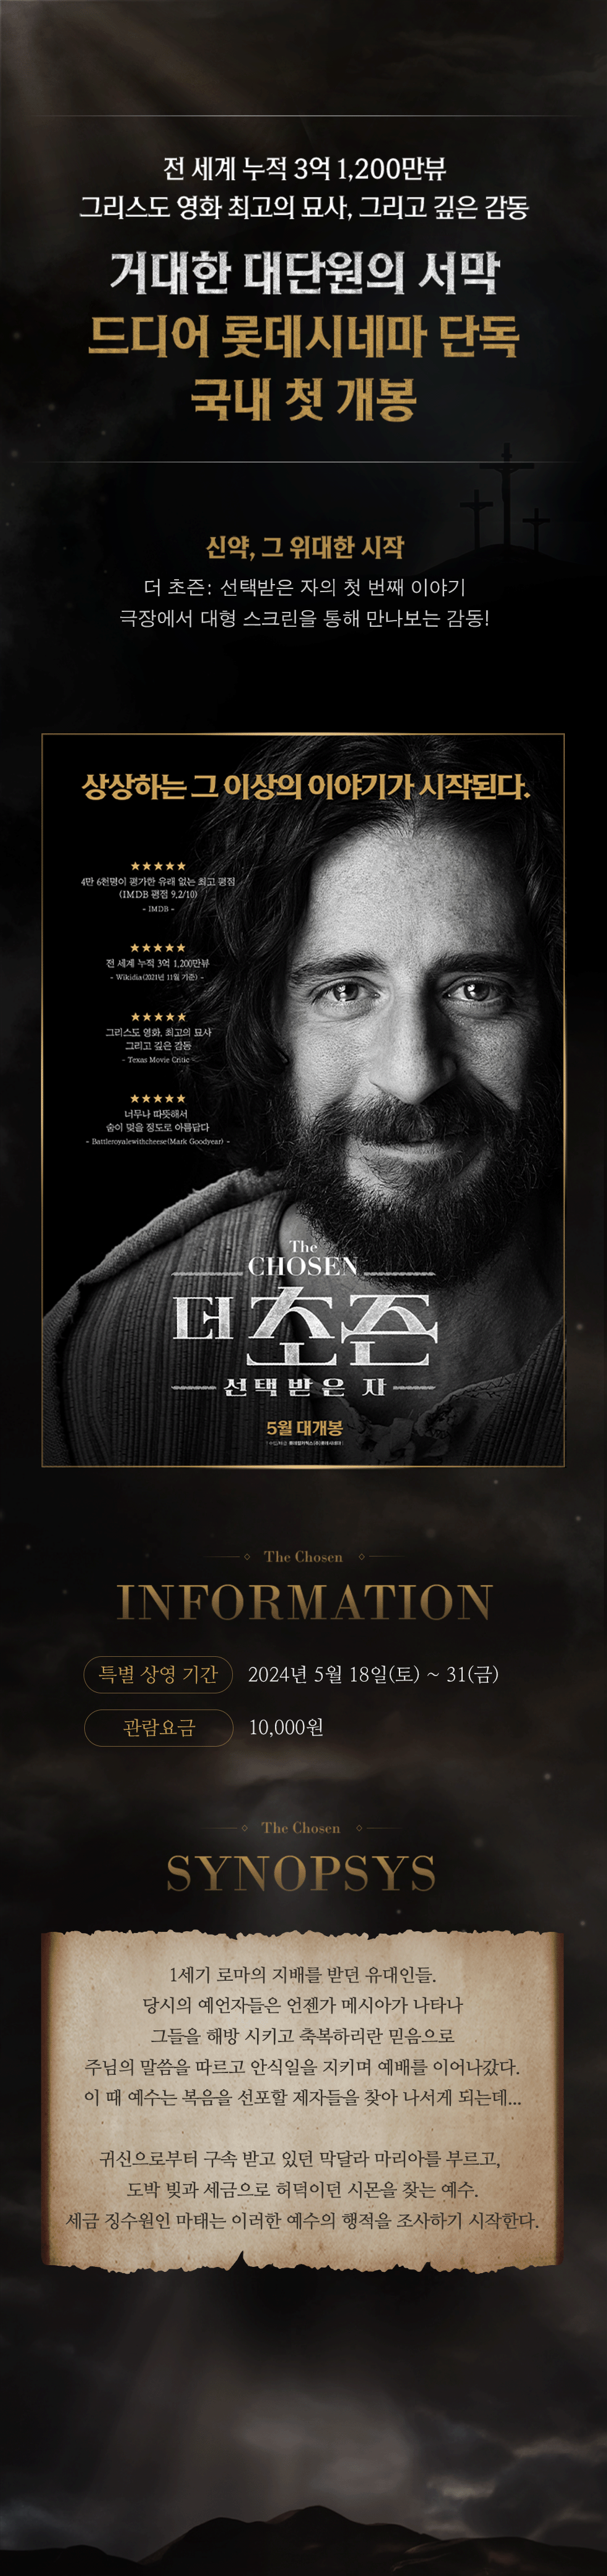 전 세계 누적 3억 1,200만뷰
그리스도 영화 최고의 묘사, 그리고 깊은 감동
거대한 대단원의 서막
드디어 롯데시네마 단독
국내 첫 개봉
신약, 그 위대한 시작
더 초즌: 선택받은 자의 첫 번째 이야기
극장에서 대형 스크린을 통해 만나보는 감동!
상상하는 그 이상의 이야기가 시작된다.
★★★★★
4만 6천명이 평가한 유래 없는 최고 평점
(IMDB 평점 9.2/10)
- IMDB -
★★★★★
전 세계 누적 3억 1,200만뷰
- Wikidia(2021년 11월 기준) -
★★★★★
그리스도 영화, 최고의 묘사
그리고 깊은 감동
- Texas Movie Critic
★★★★★
너무나 따뜻해서
숨이 멎을 정도로 아름답다
- Battleroyalewithcheese(Mark Goodyear) -
The
CHOSEN
더 초즌
선택받은 자
5월 대개봉
The Chosen
INFORMATION
특별 상영 기간 2024년 5월 18일(토) ~ 31(금)
관람요금 10,000원
The Chosen
SYNOPSYS
1세기 로마의 지배를 받던 유대인들.
당시의 예언자들은 언젠가 메시아가 나타나
그들을 해방 시키고 축복하리란 믿음으로
주님의 말씀을 따르고 안식일을 지키며 예배를 이어나갔다.
이 때 예수는 복음을 선포할 제자들을 찾아 나서게 되는데...
귀신으로부터 구속 받고 있던 막달라 마리아를 부르고,
도박 빚과 세금으로 허덕이던 시몬을 찾는 예수.
세금 징수원인 마태는 이러한 예수의 행적을 조사하기 시작한다.